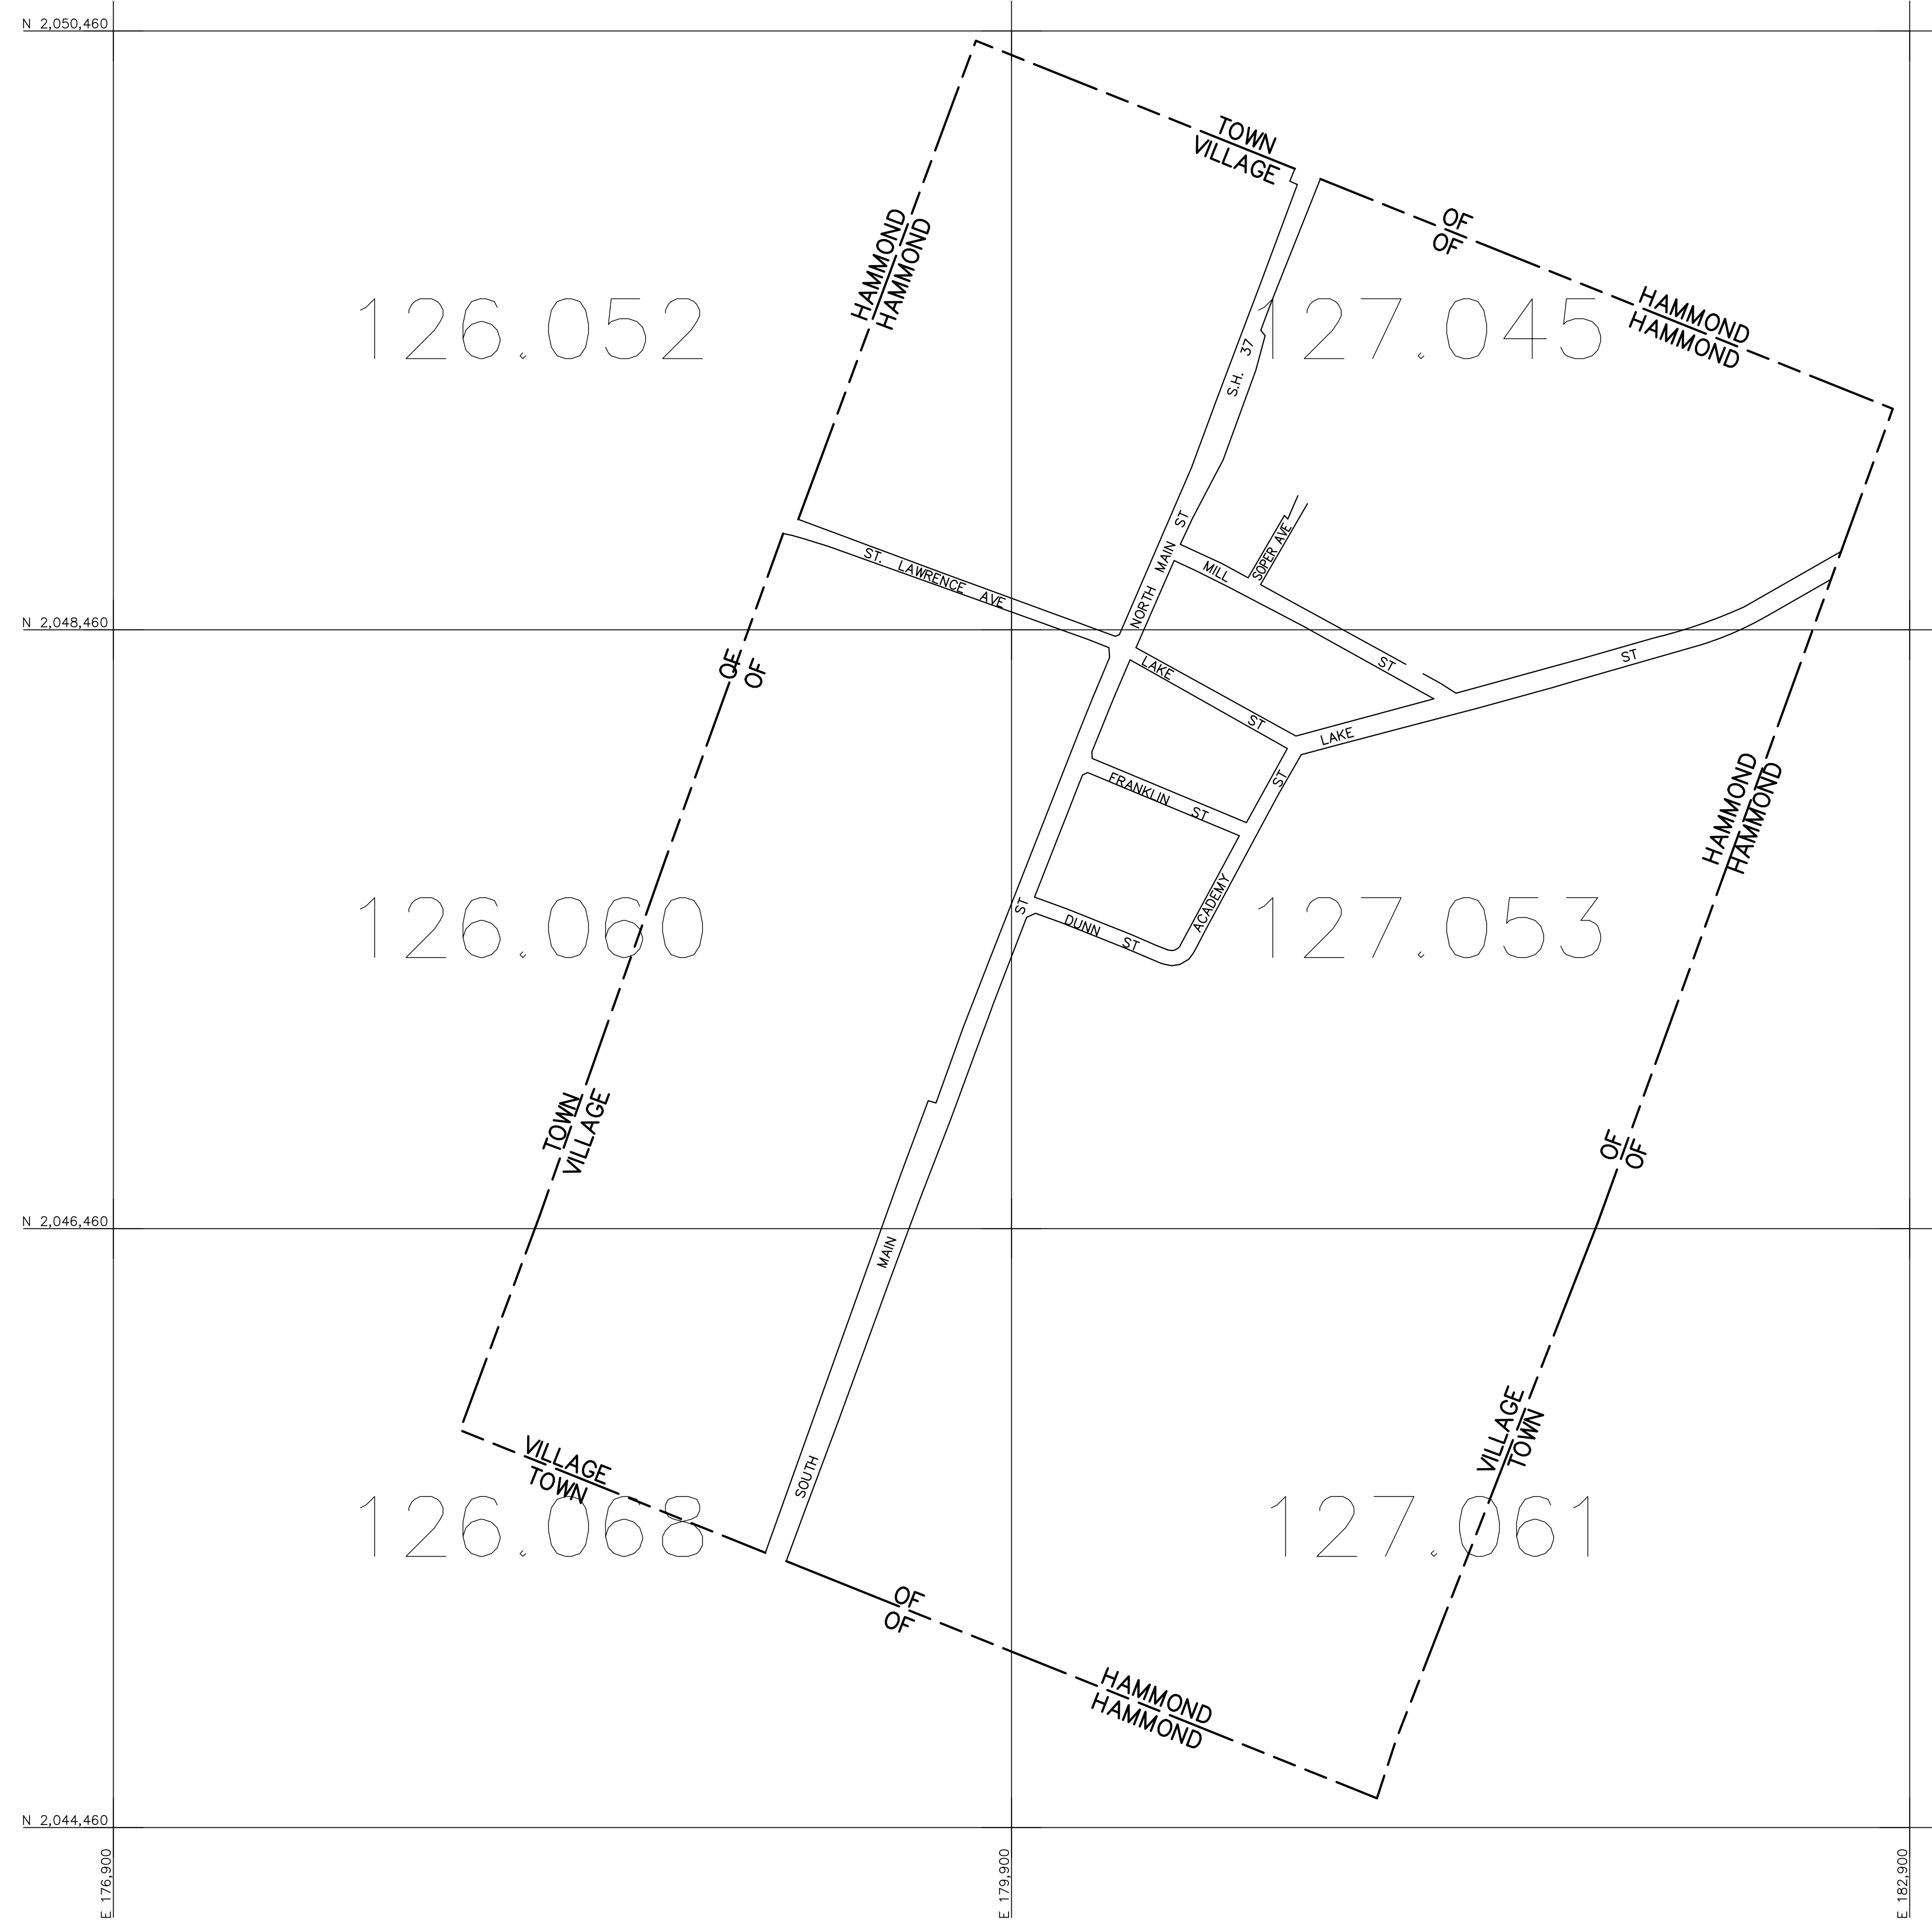 N 2,050,460
TOWN
VILLAGE
OF
OF
HAMMOND
HAMMOND
HAMMOND
HAMMOND
126.052
127.045
S.H. 37
NORTH MAIN ST
SOPER AVE
MILL ST
ST. LAWRENCE AVE
N 2,048,460
OF
OF
LAKE ST
LAKE ST
FRANKLIN ST
ACADEMY ST
DUNN ST
HAMMOND
HAMMOND
126.060
127.053
TOWN
VILLAGE
OF
OF
N 2,046,460
SOUTH MAIN ST
VILLAGE
TOWN
VILLAGE
TOWN
126.068
127.061
OF
OF
HAMMOND
HAMMOND
N 2,044,460
E 176,900
E 179,900
E 182,900